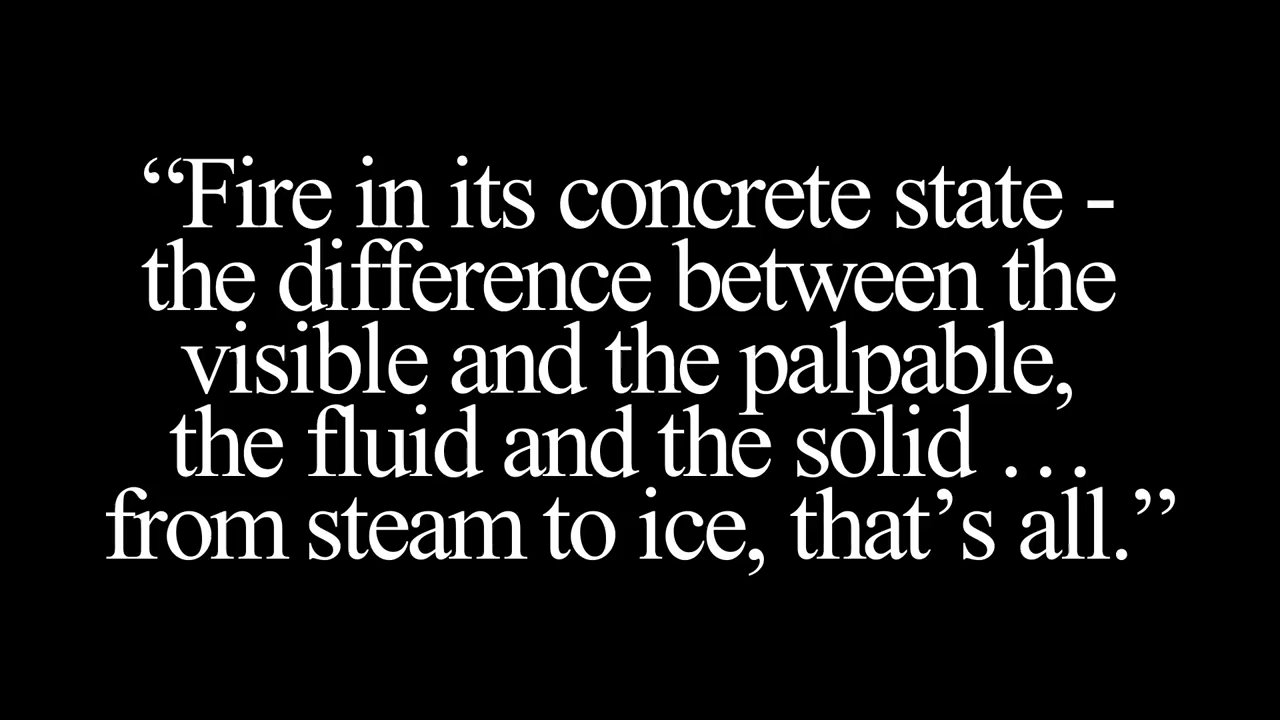 “Fire in its concrete state -
the difference between the
visible and the palpable,
the fluid and the solid …
from steam to ice, that’s all.”